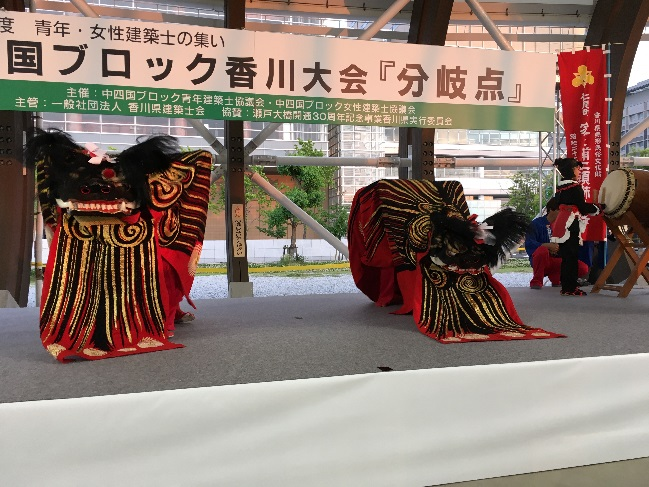 度 青年・女性建築士の集い
国ブロック香川大会『分岐点』
主催：中四国ブロック青年建築士協議会・中四国ブロック女性建築士協議会
主管：一般社団法人 香川県建築士会 協賛：瀬戸大橋開通30周年記念事業香川県実行委員会